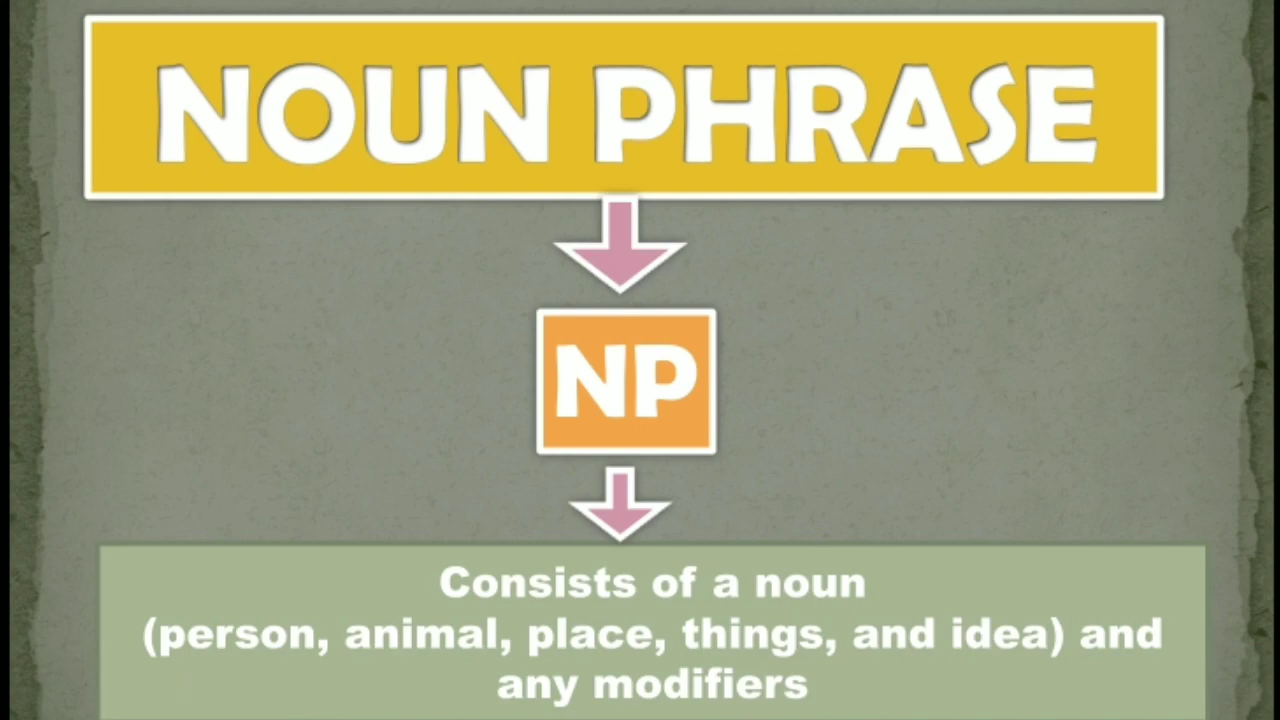 NOUN PHRASE
NP
Consists of a noun
(person, animal, place, things, and idea) and
any modifiers